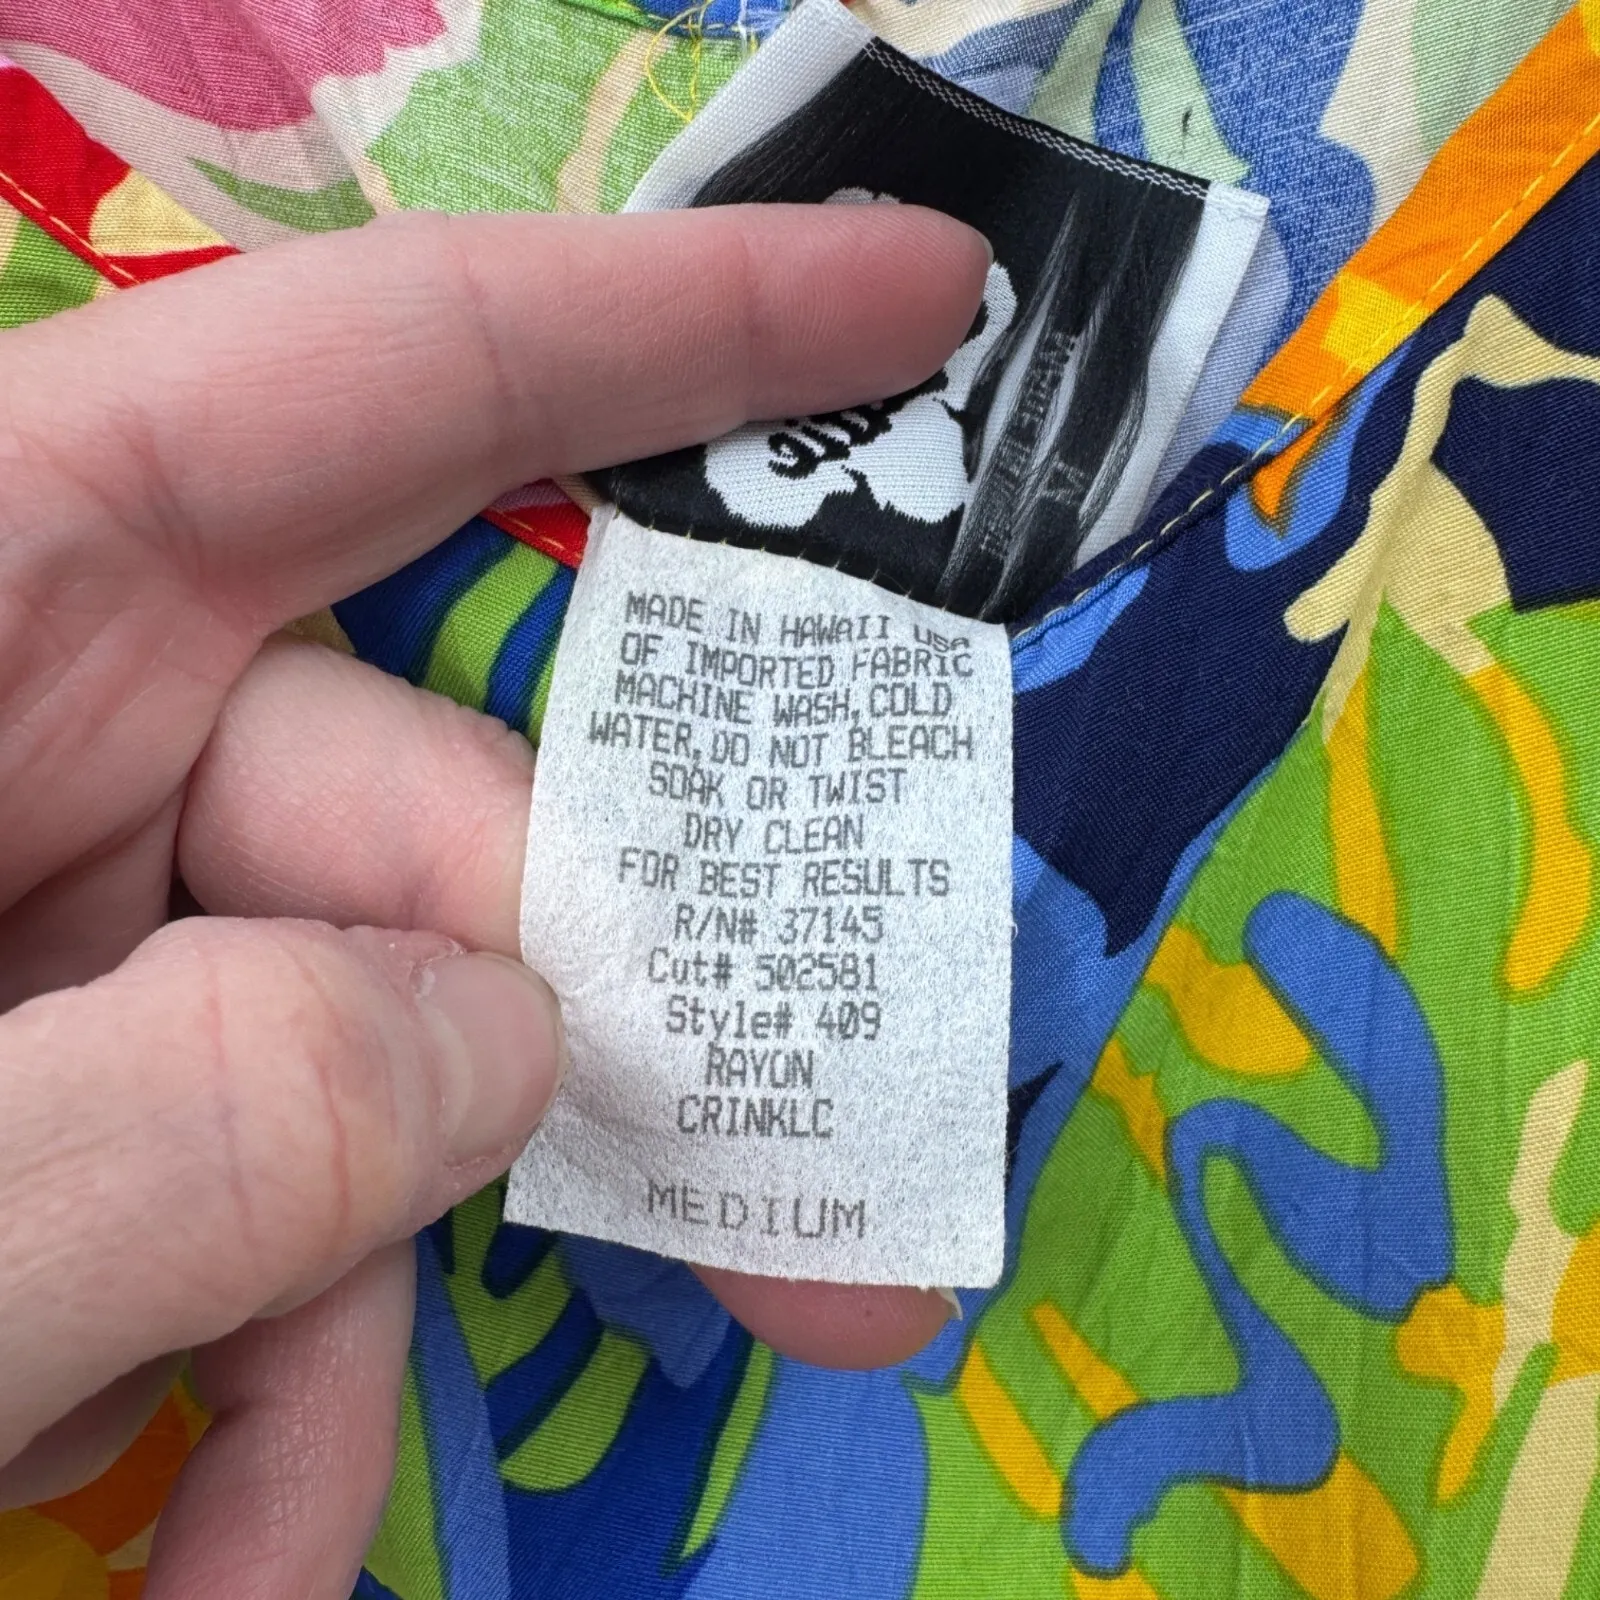 MADE IN HAWAII USA
OF IMPORTED FABRIC
MACHINE WASH, COLD
WATER, DO NOT BLEACH
SOAK OR TWIST
DRY CLEAN
FOR BEST RESULTS
R/N# 37145
Cut# 502581
Style# 409
RAYON
CRINKLC
MEDIUM